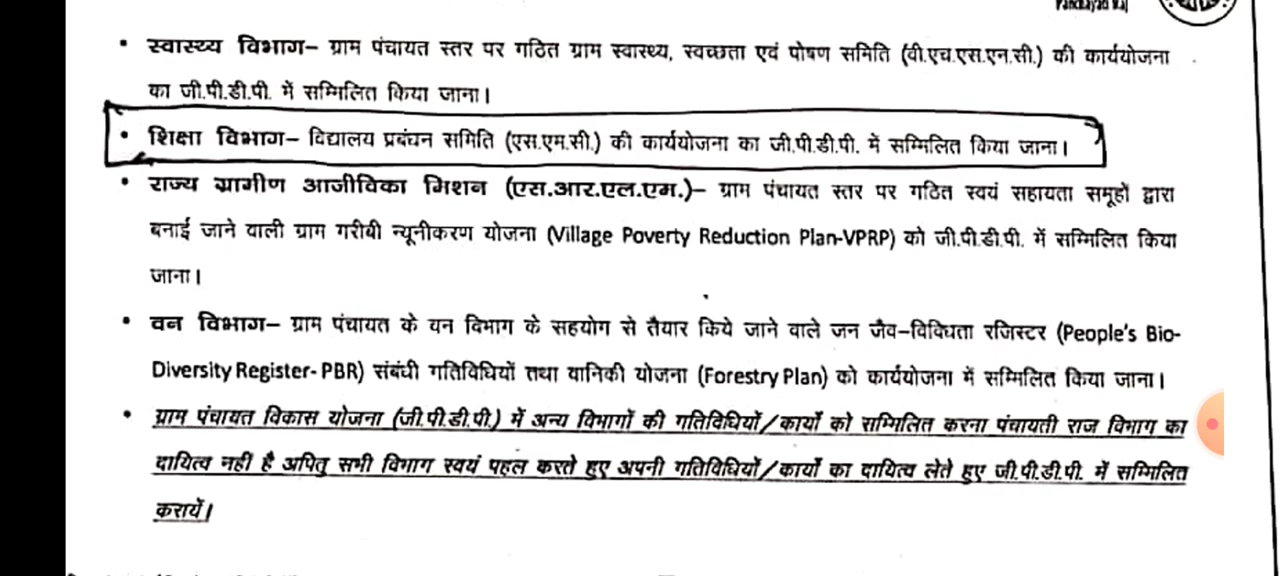 Panchayati Raj
• स्वास्थ्य विभाग– ग्राम पंचायत स्तर पर गठित ग्राम स्वास्थ्य, स्वच्छता एवं पोषण समिति (वी.एच.एस.एन.सी.) की कार्ययोजना
का जी.पी.डी.पी. में सम्मिलित किया जाना।
• शिक्षा विभाग– विद्यालय प्रबंधन समिति (एस.एम.सी.) की कार्ययोजना का जी.पी.डी.पी. में सम्मिलित किया जाना।
• राज्य ग्रामीण आजीविका मिशन (एस.आर.एल.एम.)– ग्राम पंचायत स्तर पर गठित स्वयं सहायता समूहों द्वारा
बनाई जाने वाली ग्राम गरीबी न्यूनीकरण योजना (Village Poverty Reduction Plan-VPRP) को जी.पी.डी.पी. में सम्मिलित किया
जाना।
• वन विभाग– ग्राम पंचायत के वन विभाग के सहयोग से तैयार किये जाने वाले जन जैव–विविधता रजिस्टर (People's Bio-
Diversity Register- PBR) संबंधी गतिविधियों तथा वानिकी योजना (Forestry Plan) को कार्ययोजना में सम्मिलित किया जाना।
• ग्राम पंचायत विकास योजना (जी.पी.डी.पी.) में अन्य विभागों की गतिविधियों/कार्यों को सम्मिलित करना पंचायती राज विभाग का
दायित्व नहीं है अपितु सभी विभाग स्वयं पहल करते हुए अपनी गतिविधियों/कार्यों का दायित्व लेते हुए जी.पी.डी.पी. में सम्मिलित
करायें।